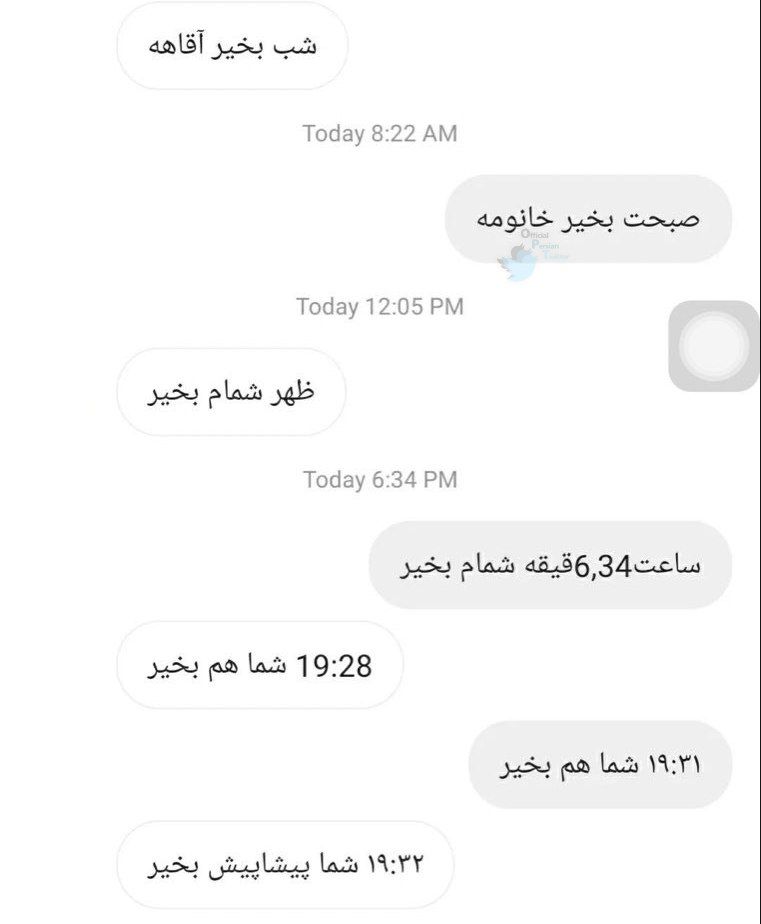 شب بخیر آقاهه
Today 8:22 AM
صبحت بخیر خانومه
Official
Persian
Twitter
Today 12:05 PM
ظهر شمام بخیر
Today 6:34 PM
ساعت6,34قیقه شمام بخیر
19:28 شما هم بخیر
۱۹:۳۱ شما هم بخیر
۱۹:۳۲ شما پیشاپیش بخیر